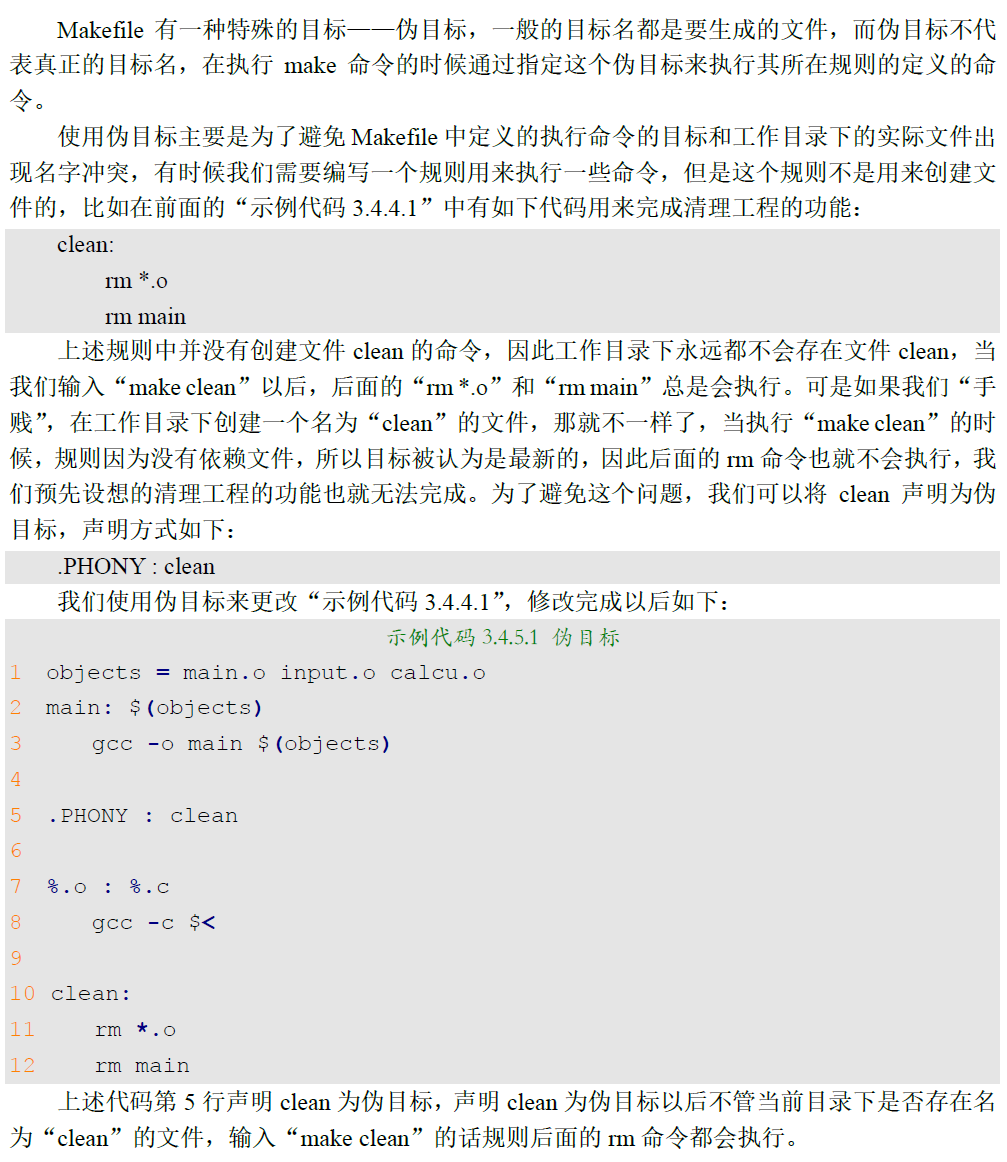 Makefile 有一种特殊的目标——伪目标，一般的目标名都是要生成的文件，而伪目标不代
表真正的目标名，在执行 make 命令的时候通过指定这个伪目标来执行其所在规则的定义的命
令。
使用伪目标主要是为了避免 Makefile 中定义的执行命令的目标和工作目录下的实际文件出
现名字冲突，有时候我们需要编写一个规则用来执行一些命令，但是这个规则不是用来创建文
件的，比如在前面的“示例代码 3.4.4.1”中有如下代码用来完成清理工程的功能：
clean:
rm *.o
rm main
上述规则中并没有创建文件 clean 的命令，因此工作目录下永远都不会存在文件 clean，当
我们输入“make clean”以后，后面的“rm *.o”和“rm main”总是会执行。可是如果我们“手
贱”，在工作目录下创建一个名为“clean”的文件，那就不一样了，当执行“make clean”的时
候，规则因为没有依赖文件，所以目标被认为是最新的，因此后面的 rm 命令也就不会执行，我
们预先设想的清理工程的功能也就无法完成。为了避免这个问题，我们可以将 clean 声明为伪
目标，声明方式如下：
.PHONY : clean
我们使用伪目标来更改“示例代码 3.4.4.1”，修改完成以后如下：
示例代码 3.4.5.1 伪目标
1 objects = main.o input.o calcu.o
2 main: $(objects)
3 gcc -o main $(objects)
4
5 .PHONY : clean
6
7 %.o : %.c
8 gcc -c $<
9
10 clean:
11 rm *.o
12 rm main
上述代码第 5 行声明 clean 为伪目标，声明 clean 为伪目标以后不管当前目录下是否存在名
为“clean”的文件，输入“make clean”的话规则后面的 rm 命令都会执行。